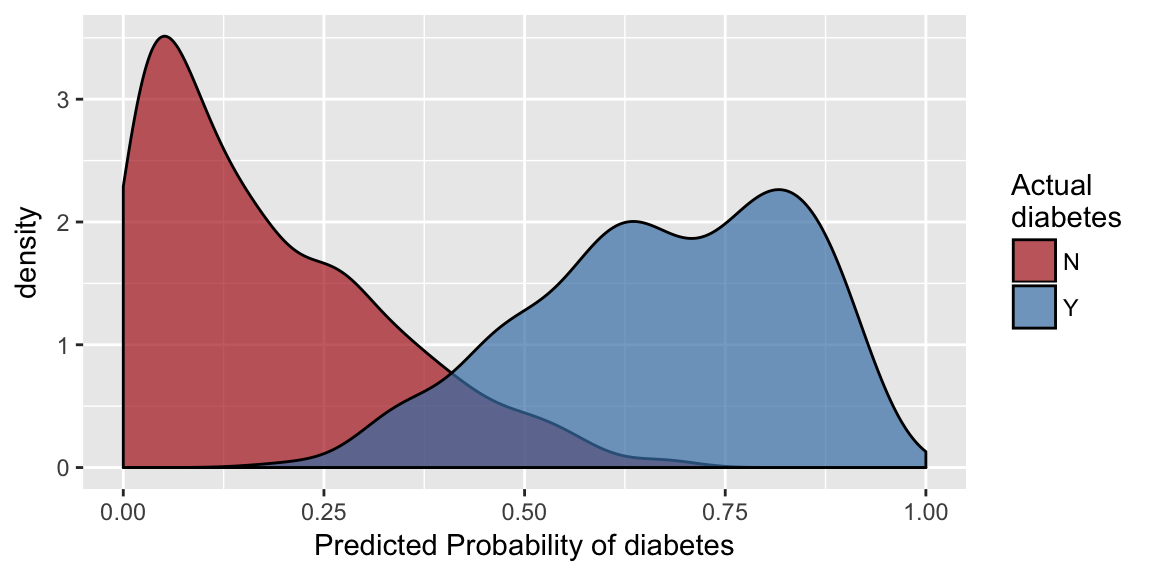 density
3
2
1
0
0.00 0.25 0.50 0.75 1.00
Predicted Probability of diabetes
Actual
diabetes
N
Y